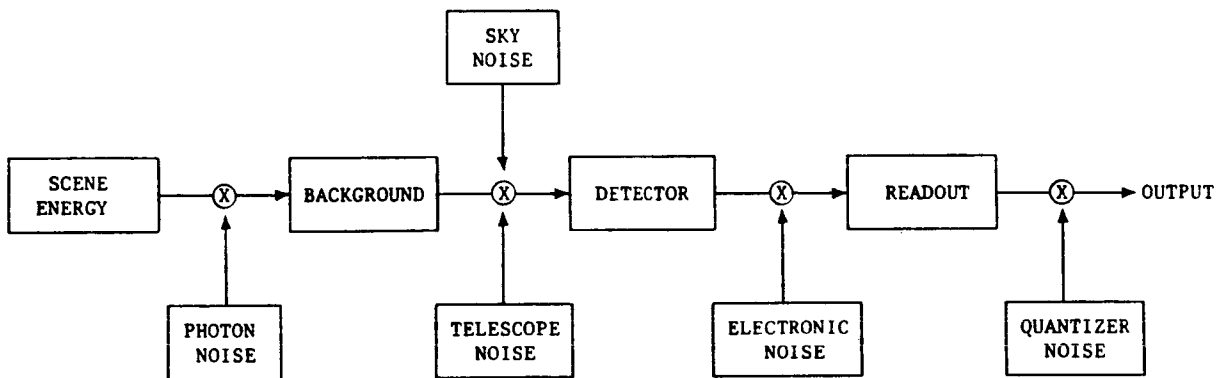 SKY
NOISE
SCENE
ENERGY
X
BACKGROUND
X
DETECTOR
X
READOUT
X
OUTPUT
PHOTON
NOISE
TELESCOPE
NOISE
ELECTRONIC
NOISE
QUANTIZER
NOISE